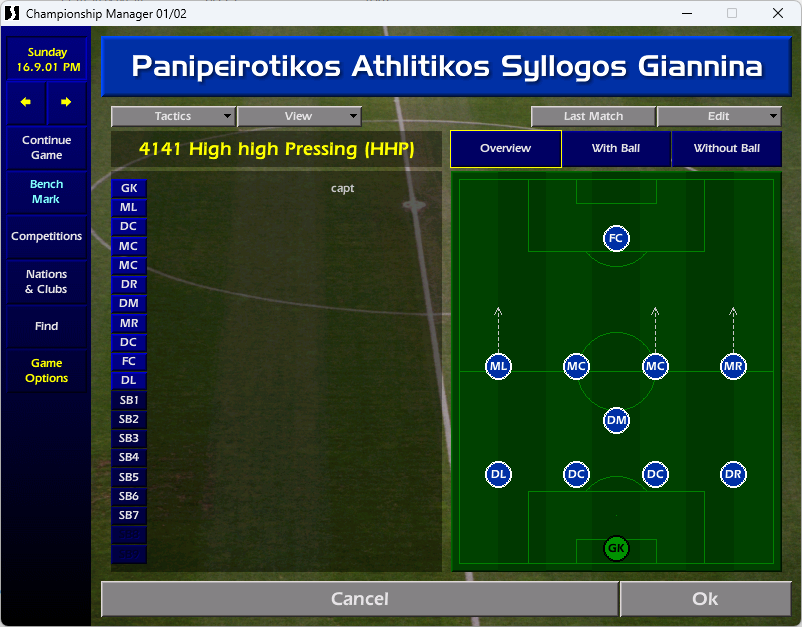 Championship Manager 01/02
Sunday
16.9.01 PM
Continue
Game
Bench
Mark
Competitions
Nations
& Clubs
Find
Game
Options
Panipeirotikos Athlitikos Syllogos Giannina
Tactics
View
Last Match
Edit
4141 High high Pressing (HHP)
Overview
With Ball
Without Ball
GK capt
ML
DC
MC
MC
DR
DM
MR
DC
FC
DL
SB1
SB2
SB3
SB4
SB5
SB6
SB7
FC
ML MC MC MR
DM
DL DC DC DR
GK
Cancel
Ok